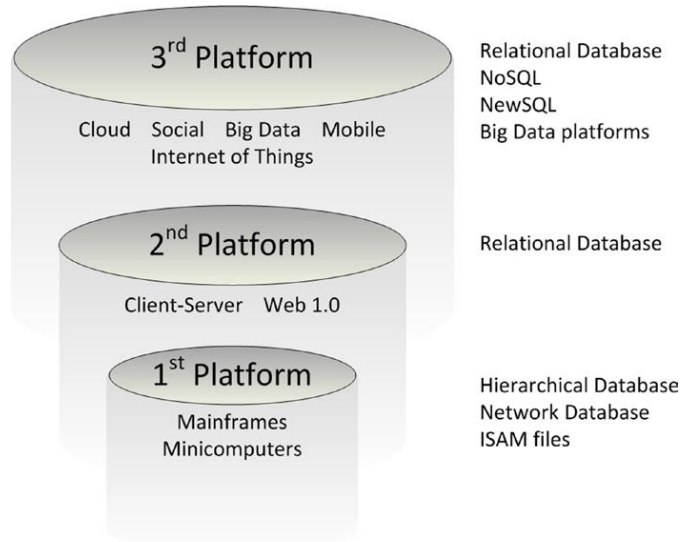 3rd Platform
Cloud Social Big Data Mobile
Internet of Things
Relational Database
NoSQL
NewSQL
Big Data platforms
2nd Platform
Client-Server Web 1.0
Relational Database
1st Platform
Mainframes
Minicomputers
Hierarchical Database
Network Database
ISAM files